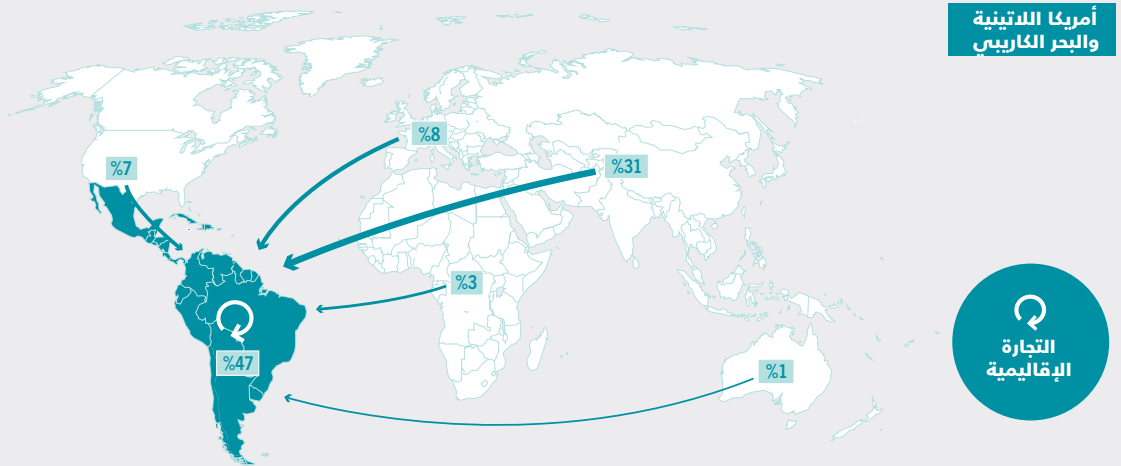 أمريكا اللاتينية
والبحر الكاريبي
%8
%7
%31
%3
%47
%1
التجارة
الإقاليمية